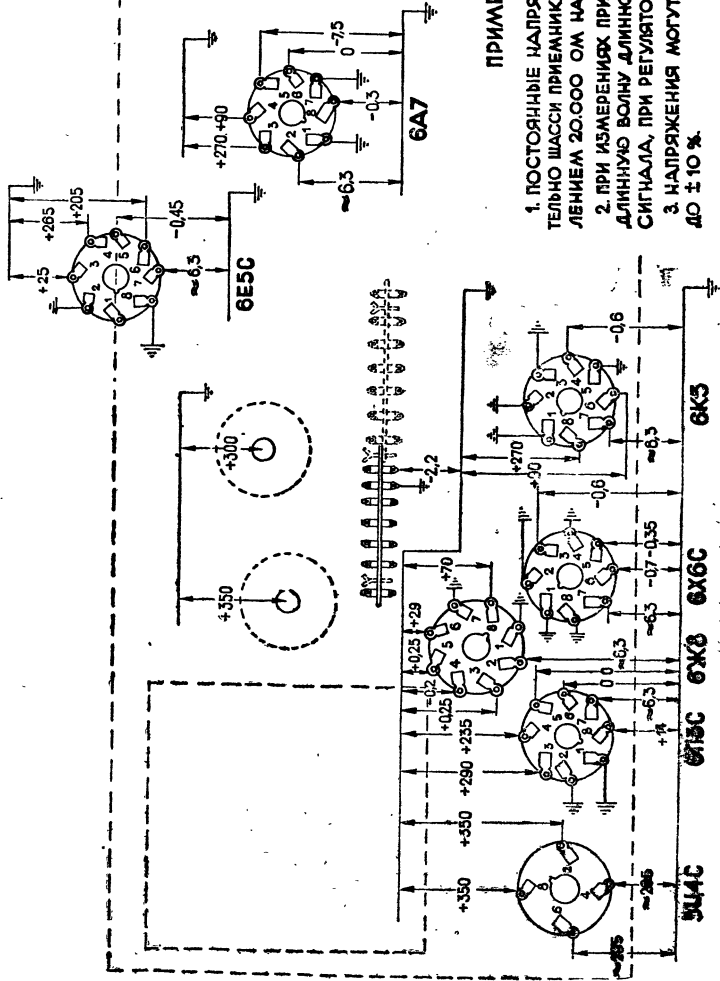 +265
+205
+25
-0,45
≈6,3
6Е5С
+270
+90
-7,5
0
-0,3
≈6,3
6А7
+300
+350
-2,2
+270
+90
-0,6
≈6,3
6К3
-0,6
-0,7
-0,35
≈6,3
6Х6С
+70
+29
+0,25
-0,2
+0,25
≈6,3
6Ж8
+235
+290
0
0
≈6,3
6П3С
+350
+350
≈295
≈295
5Ц4С
ПРИМЕ
1. ПОСТОЯННЫЕ НАПРЯ
ТЕЛЬНО ШАССИ ПРИЕМНИК
ЛЕНИЕМ 20.000 ОМ НА
2. ПРИ ИЗМЕРЕНИЯХ ПРИ
ДЛИННУЮ ВОЛНУ ДЛИННО
СИГНАЛА, ПРИ РЕГУЛЯТО
3. НАПРЯЖЕНИЯ МОГУТ
ДО ± 10 %.